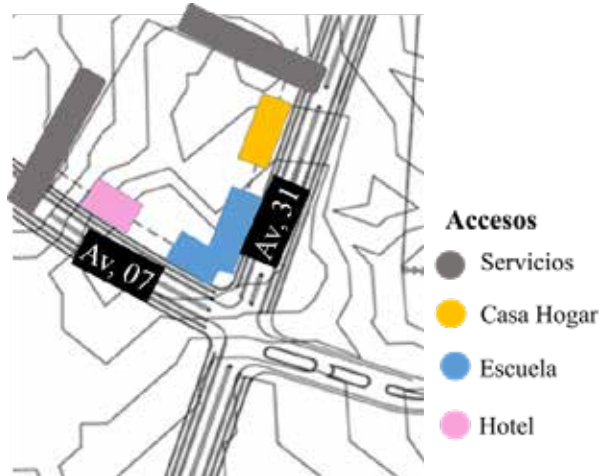 Av, 31
Av, 07
Accesos
Servicios
Casa Hogar
Escuela
Hotel